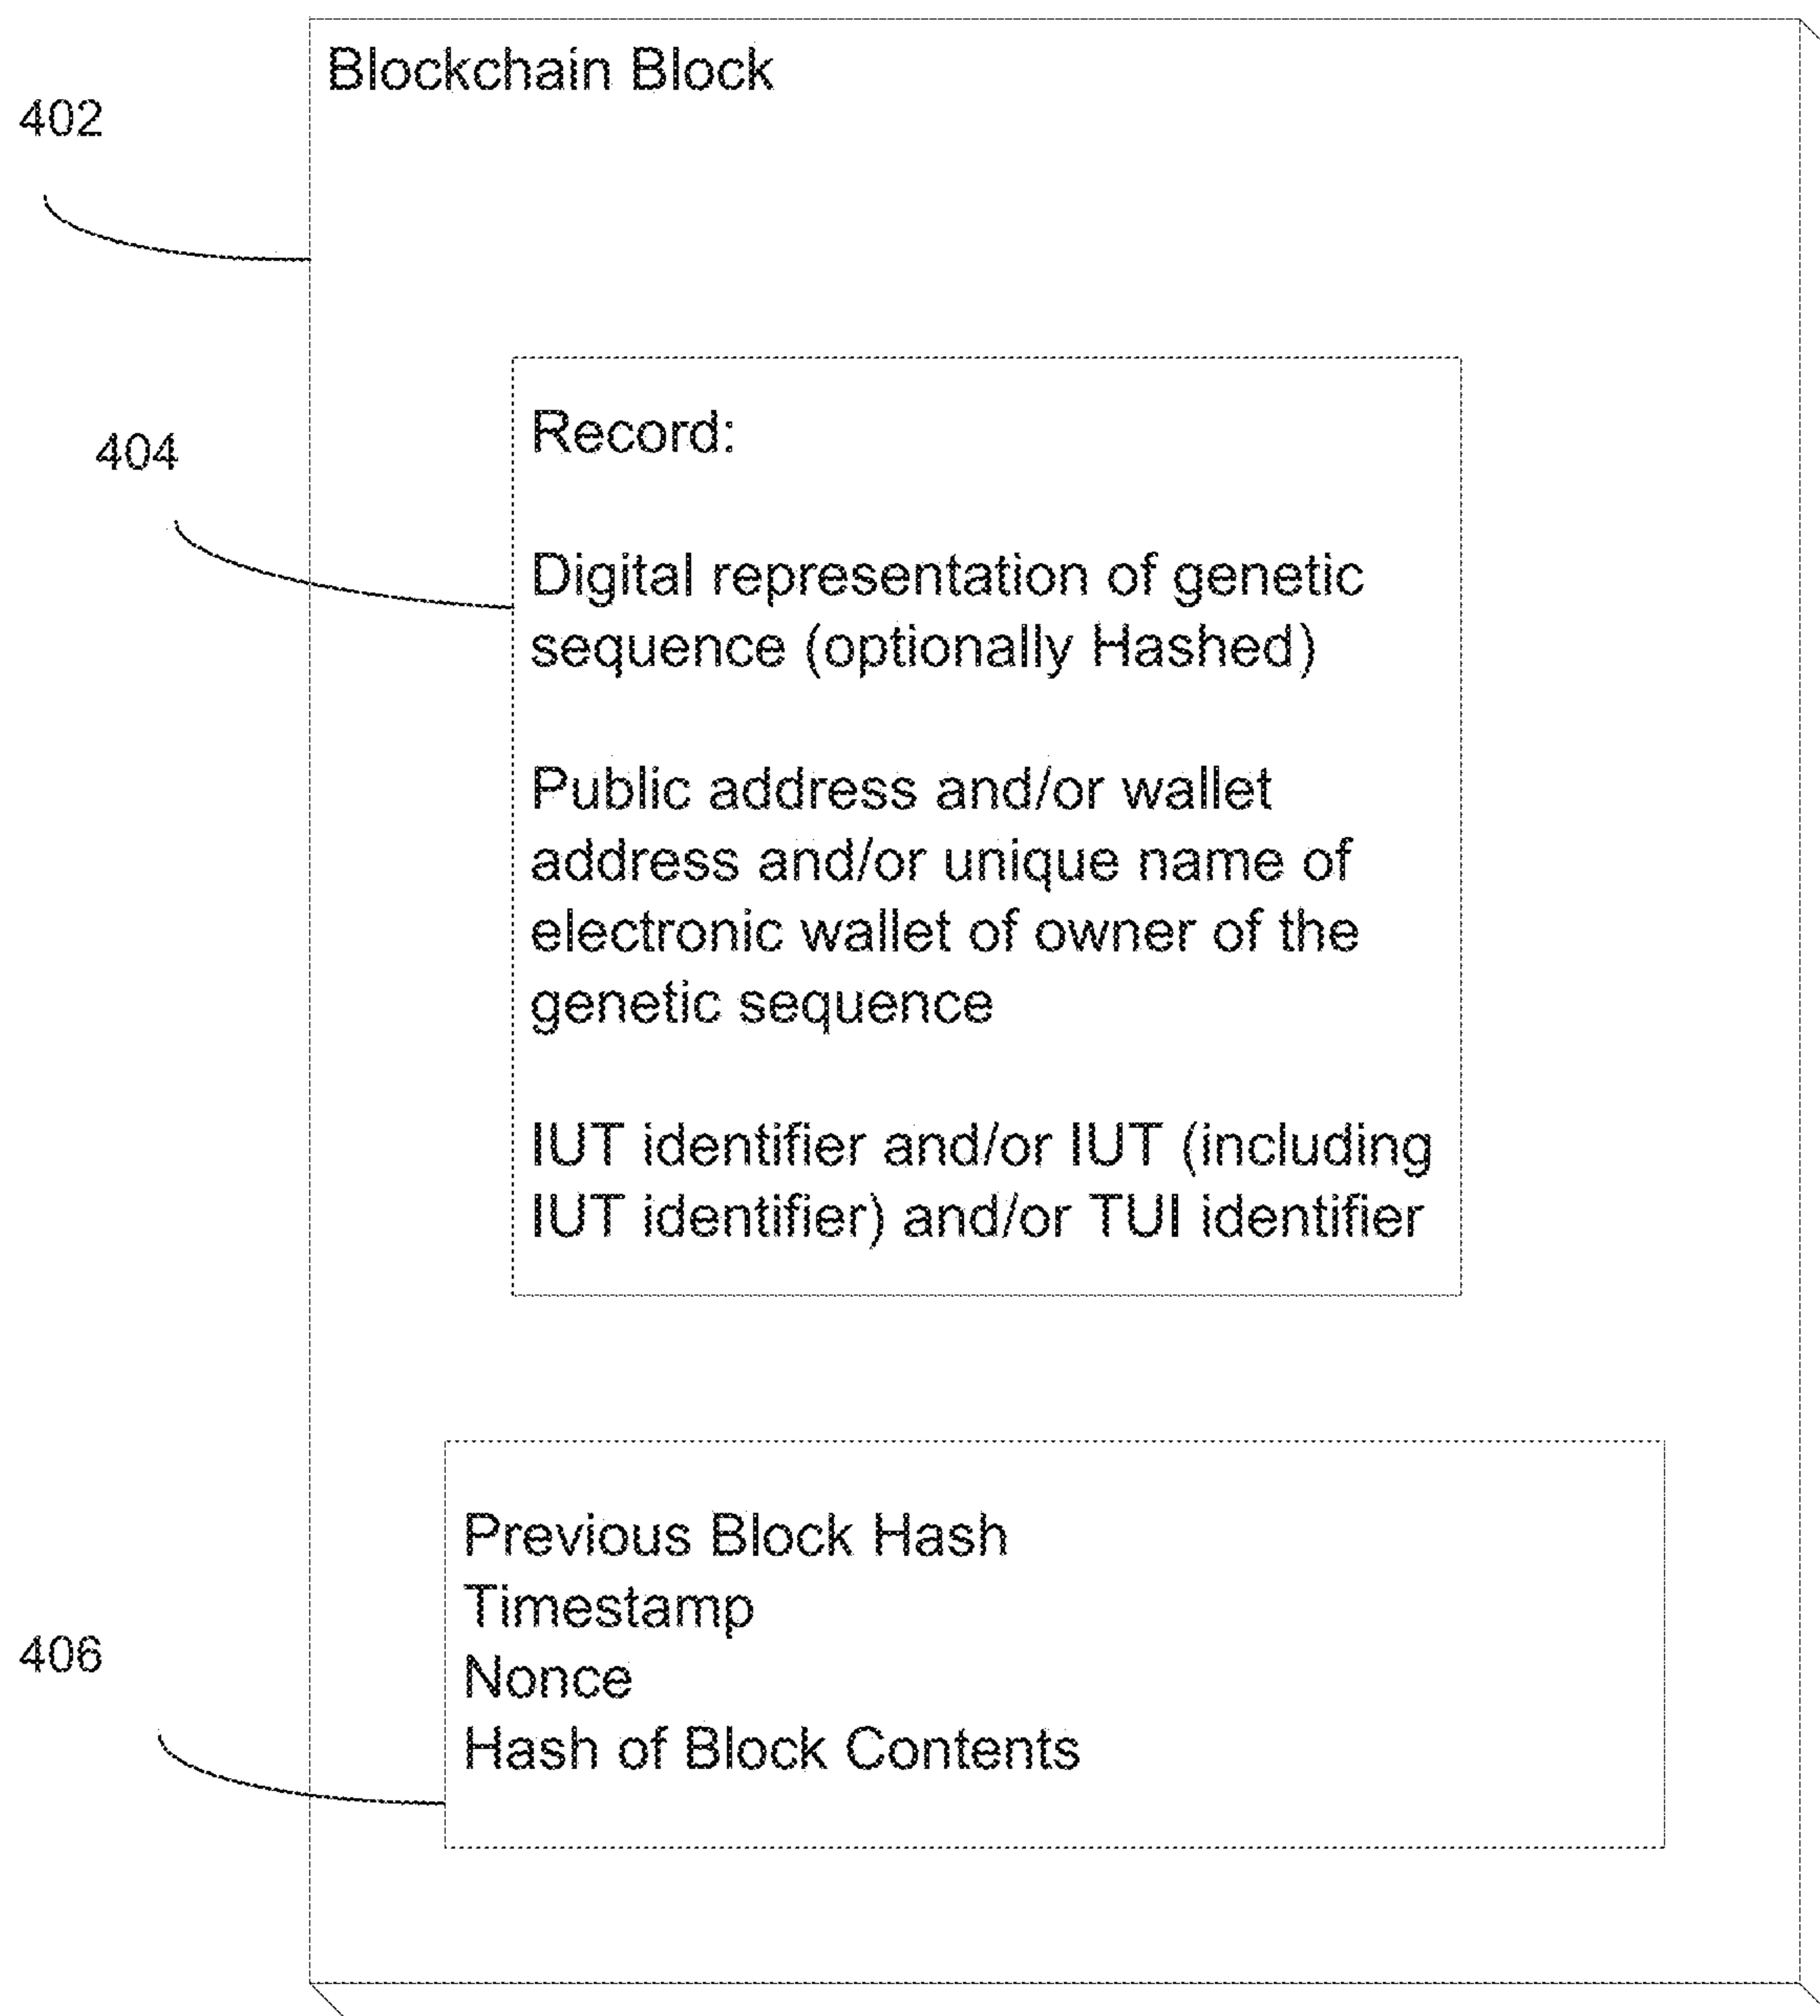 Blockchain Block
402
404
Record:
Digital representation of genetic
sequence (optionally Hashed)
Public address and/or wallet
address and/or unique name of
electronic wallet of owner of the
genetic sequence
IUT identifier and/or IUT (including
IUT identifier) and/or TUI identifier
406
Previous Block Hash
Timestamp
Nonce
Hash of Block Contents